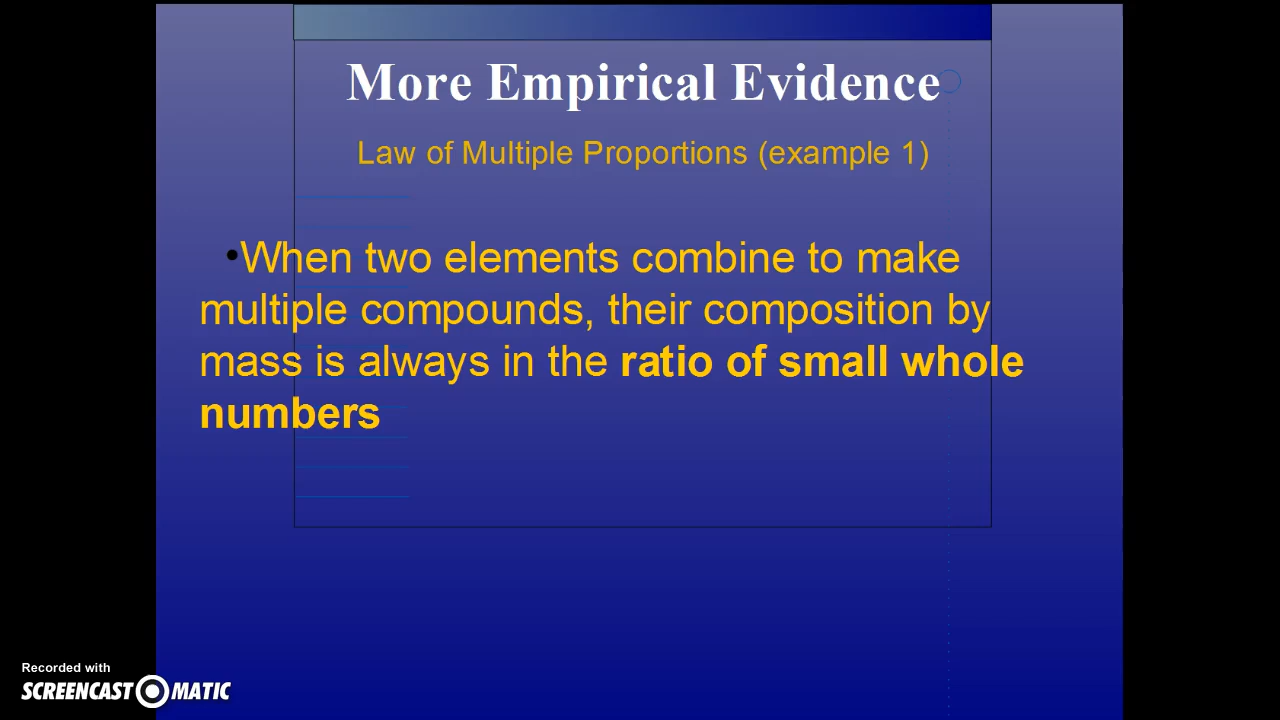 More Empirical Evidence
Law of Multiple Proportions (example 1)
•When two elements combine to make
multiple compounds, their composition by
mass is always in the ratio of small whole
numbers
Recorded with
SCREENCAST MATIC